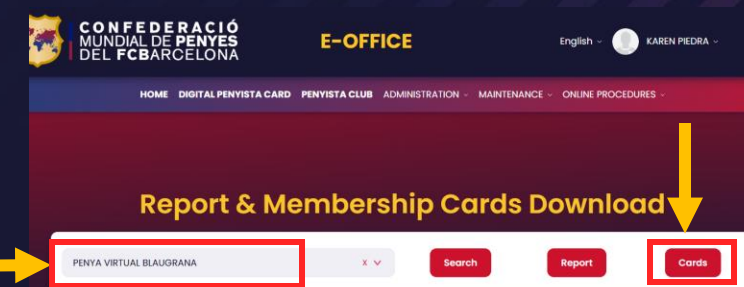 CONFEDERACIÓ
MUNDIAL DE PENYES
DEL FCBARCELONA
E-OFFICE
English
KAREN PIEDRA
HOME DIGITAL PENYISTA CARD PENYISTA CLUB ADMINISTRATION MAINTENANCE ONLINE PROCEDURES
Report & Membership Cards Download
PENYA VIRTUAL BLAUGRANA X Search Report Cards